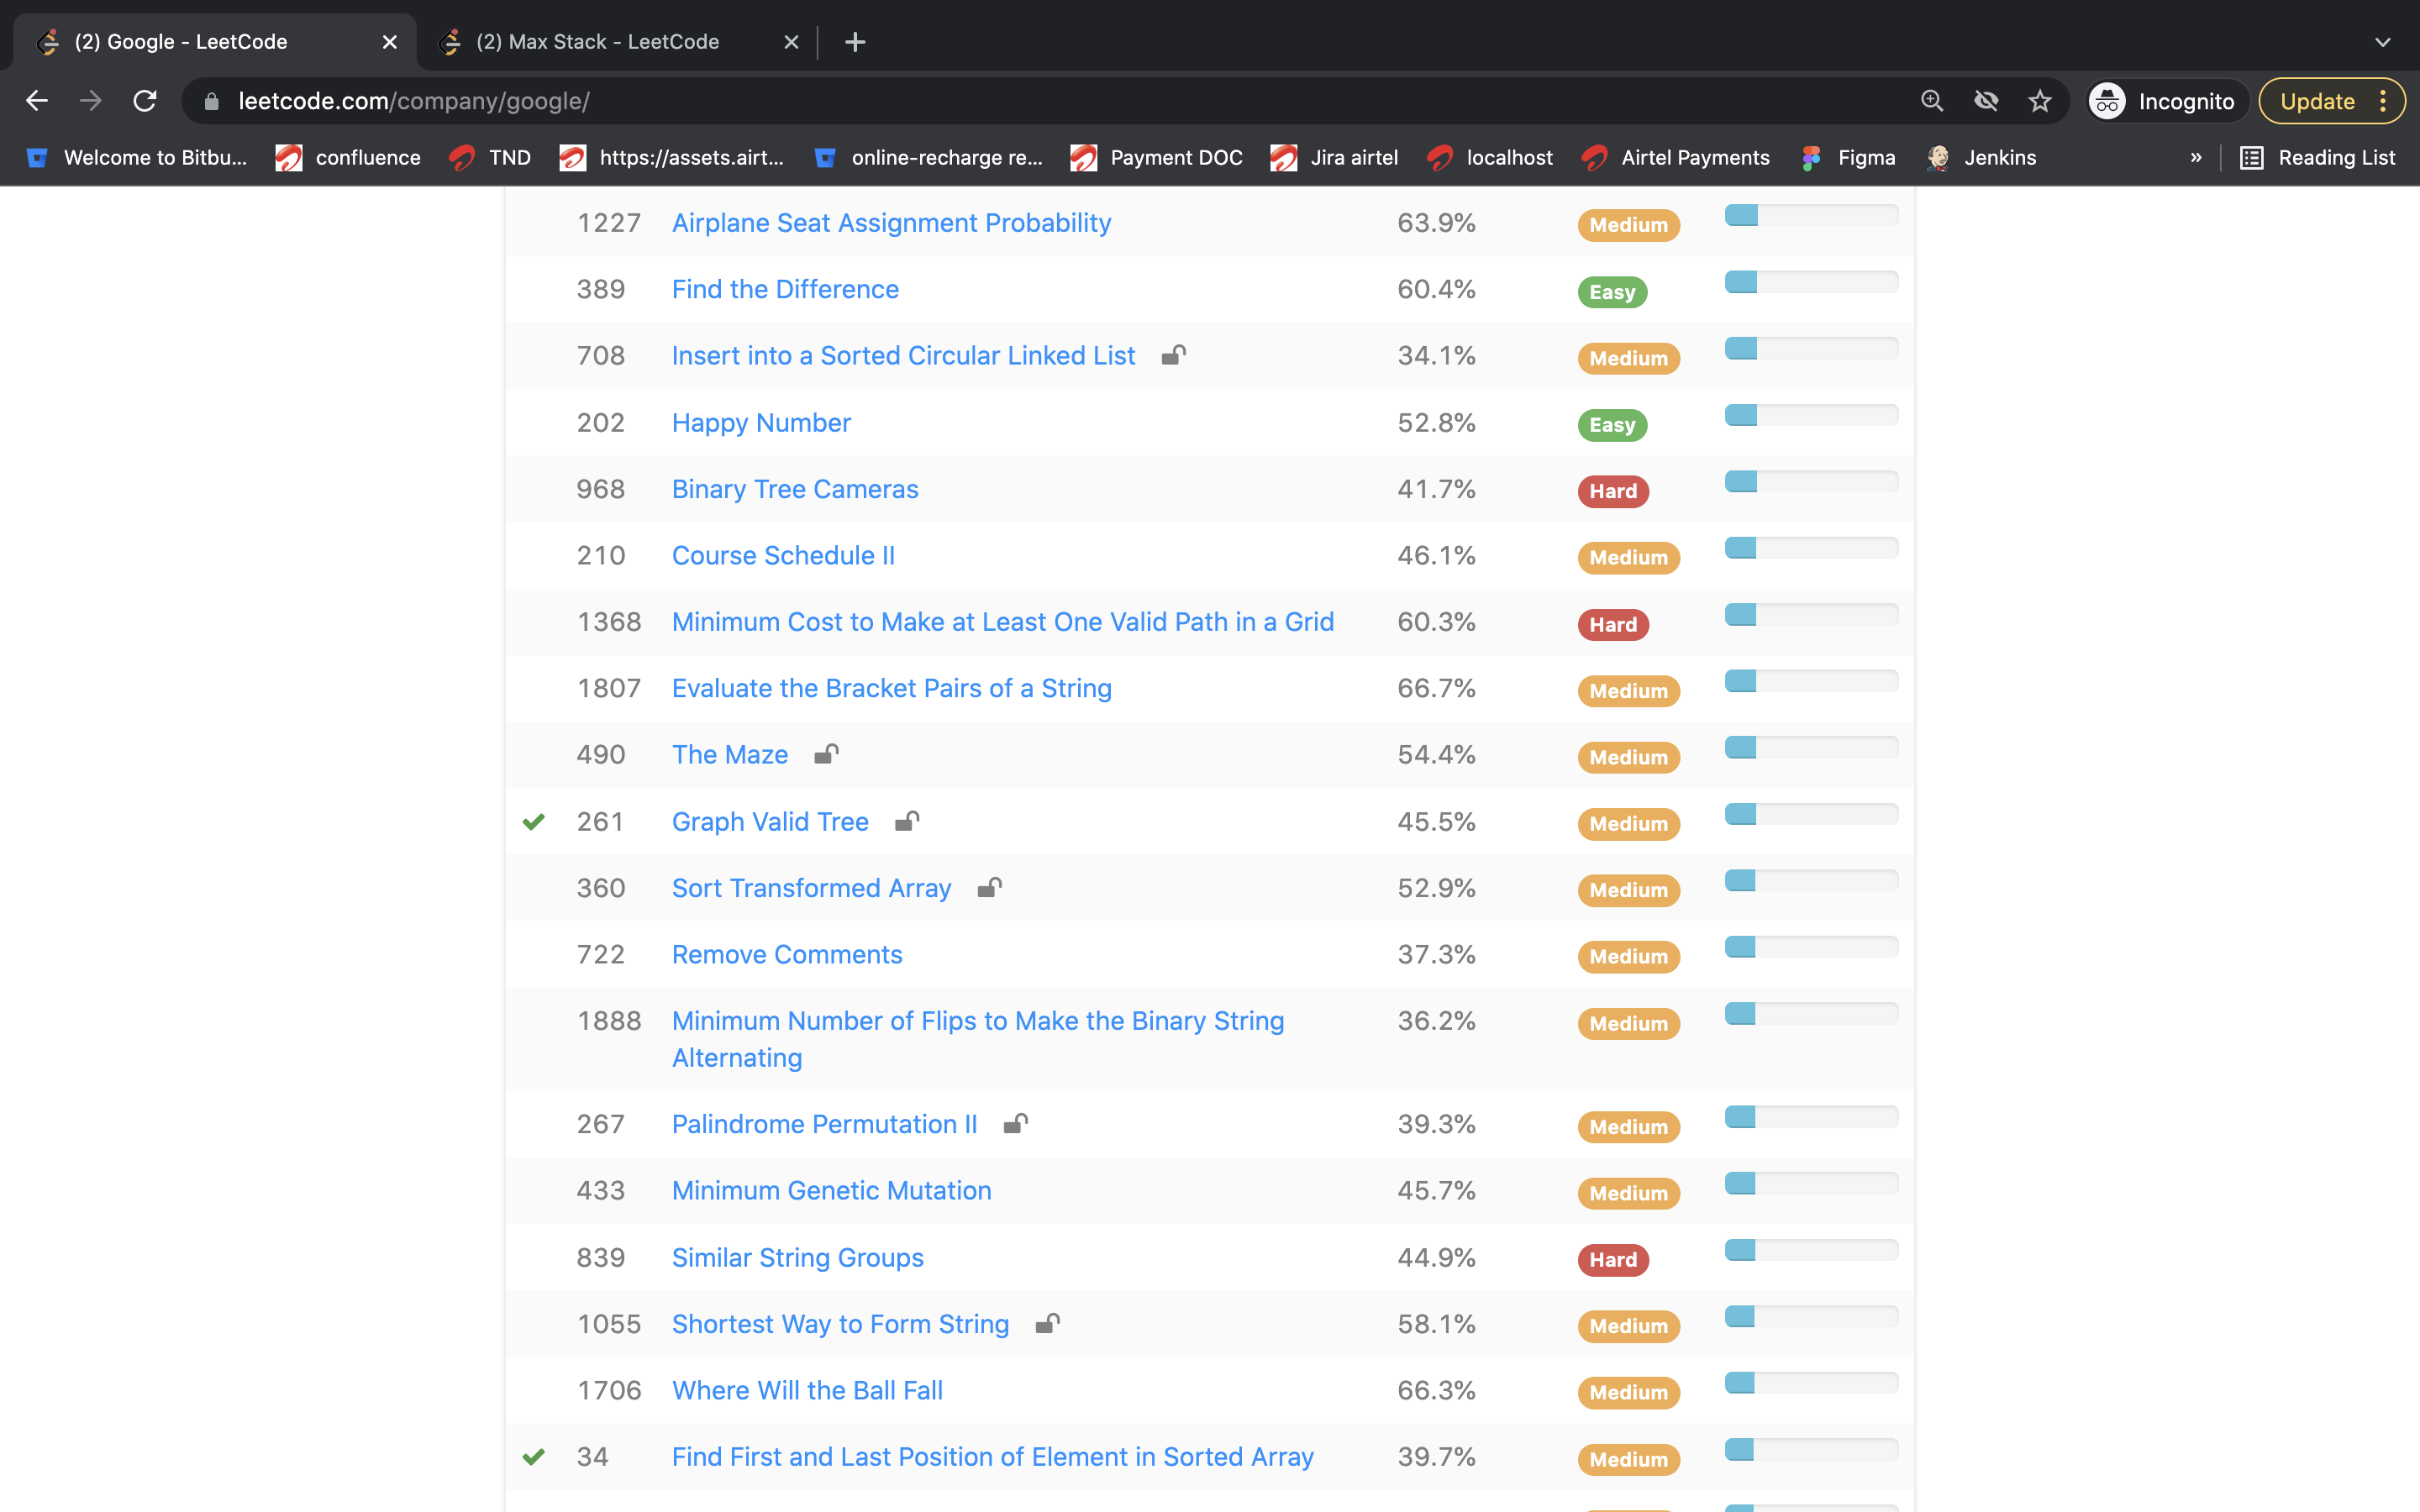 (2) Google - LeetCode (2) Max Stack - LeetCode
leetcode.com/company/google/ Incognito Update
Welcome to Bitbu... confluence TND https://assets.airt... online-recharge re... Payment DOC Jira airtel localhost Airtel Payments Figma Jenkins » Reading List
1227 Airplane Seat Assignment Probability 63.9% Medium
389 Find the Difference 60.4% Easy
708 Insert into a Sorted Circular Linked List 34.1% Medium
202 Happy Number 52.8% Easy
968 Binary Tree Cameras 41.7% Hard
210 Course Schedule II 46.1% Medium
1368 Minimum Cost to Make at Least One Valid Path in a Grid 60.3% Hard
1807 Evaluate the Bracket Pairs of a String 66.7% Medium
490 The Maze 54.4% Medium
261 Graph Valid Tree 45.5% Medium
360 Sort Transformed Array 52.9% Medium
722 Remove Comments 37.3% Medium
1888 Minimum Number of Flips to Make the Binary String 36.2% Medium
Alternating
267 Palindrome Permutation II 39.3% Medium
433 Minimum Genetic Mutation 45.7% Medium
839 Similar String Groups 44.9% Hard
1055 Shortest Way to Form String 58.1% Medium
1706 Where Will the Ball Fall 66.3% Medium
34 Find First and Last Position of Element in Sorted Array 39.7% Medium